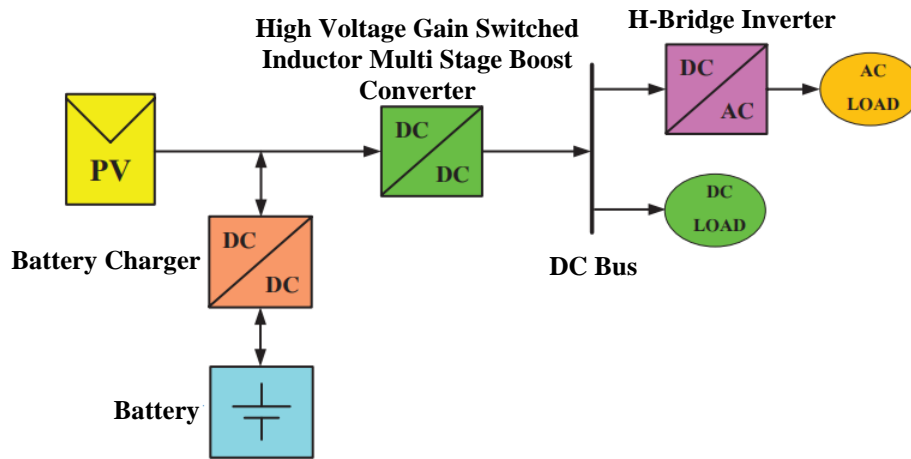 High Voltage Gain Switched
Inductor Multi Stage Boost
Converter
H-Bridge Inverter
PV
DC
DC
DC
AC
AC
LOAD
DC
LOAD
DC Bus
Battery Charger
DC
DC
Battery